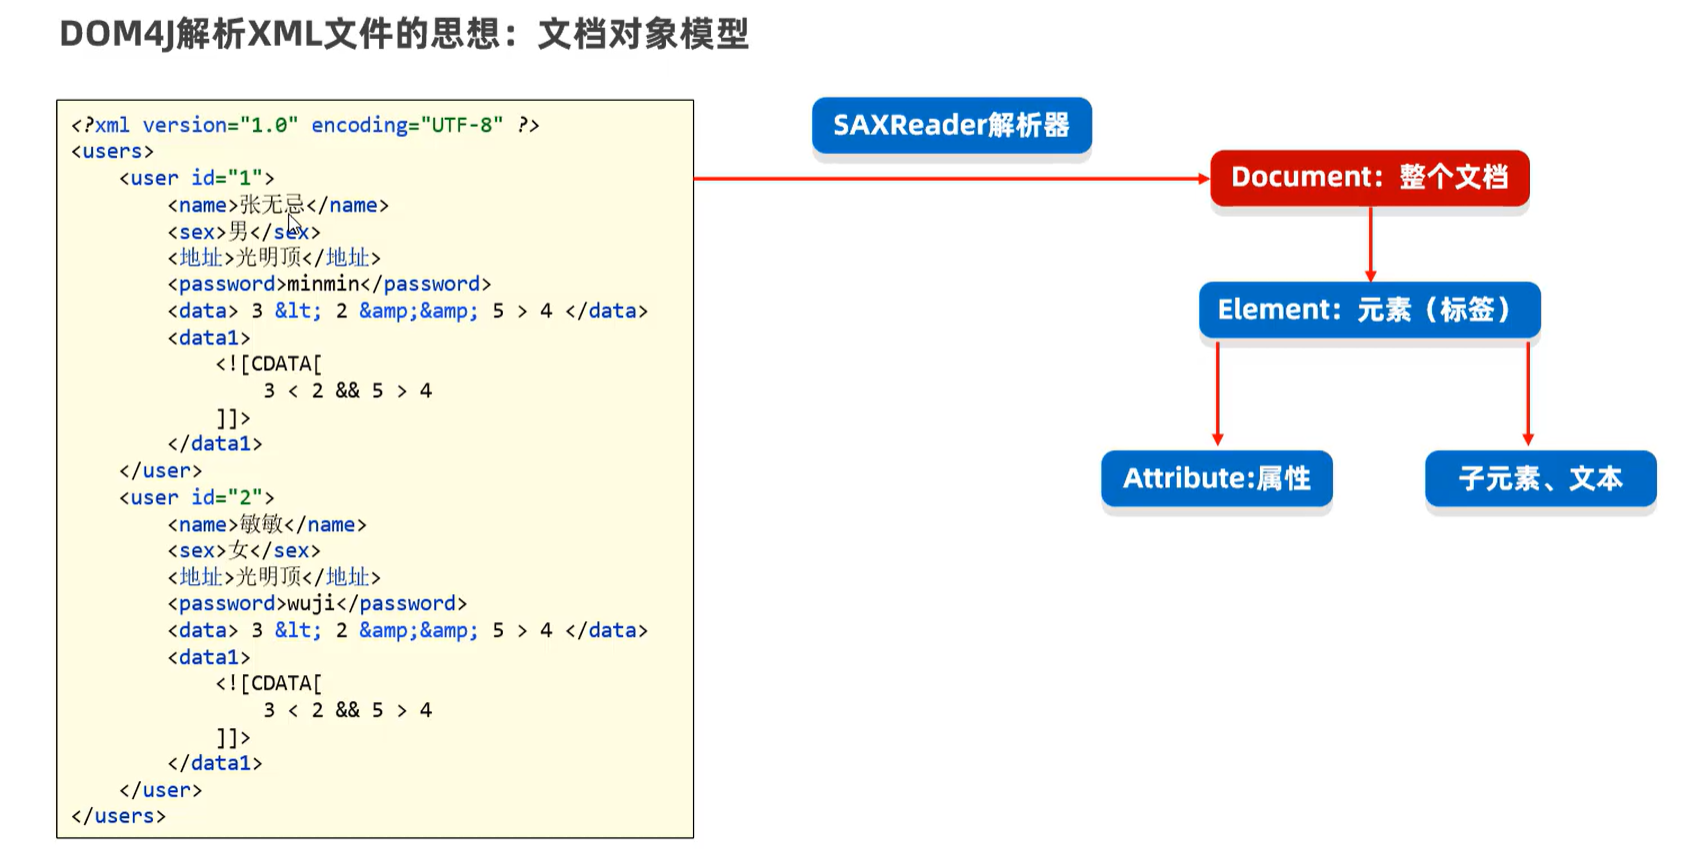 DOM4J解析XML文件的思想：文档对象模型
<?xml version="1.0" encoding="UTF-8" ?>
<users>
    <user id="1">
        <name>张无忌</name>
        <sex>男</sex>
        <地址>光明顶</地址>
        <password>minmin</password>
        <data> 3 &lt; 2 &amp;&amp; 5 > 4 </data>
        <data1>
            <![CDATA[
                3 < 2 && 5 > 4
            ]]>
        </data1>
    </user>
    <user id="2">
        <name>敏敏</name>
        <sex>女</sex>
        <地址>光明顶</地址>
        <password>wuji</password>
        <data> 3 &lt; 2 &amp;&amp; 5 > 4 </data>
        <data1>
            <![CDATA[
                3 < 2 && 5 > 4
            ]]>
        </data1>
    </user>
</users>
SAXReader解析器
Document：整个文档
Element：元素（标签）
Attribute:属性
子元素、文本